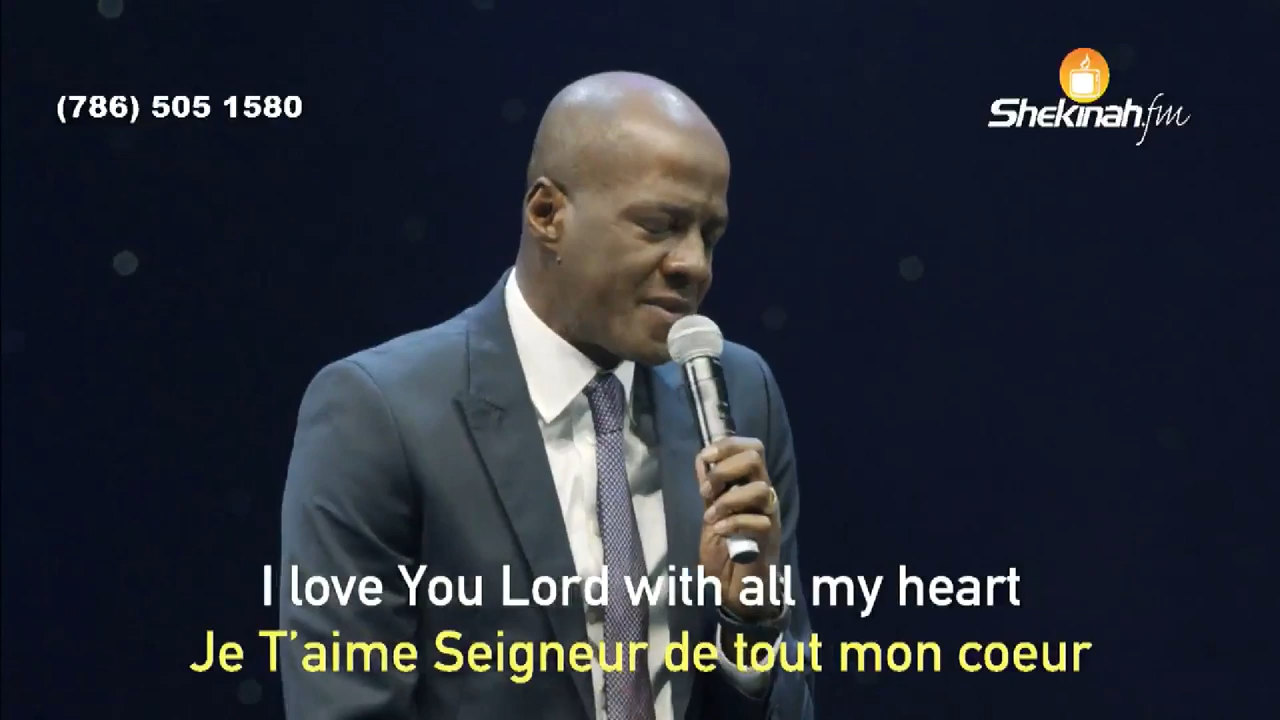 (786) 505 1580
Shekinah.fm
I love You Lord with all my heart
Je T'aime Seigneur de tout mon coeur